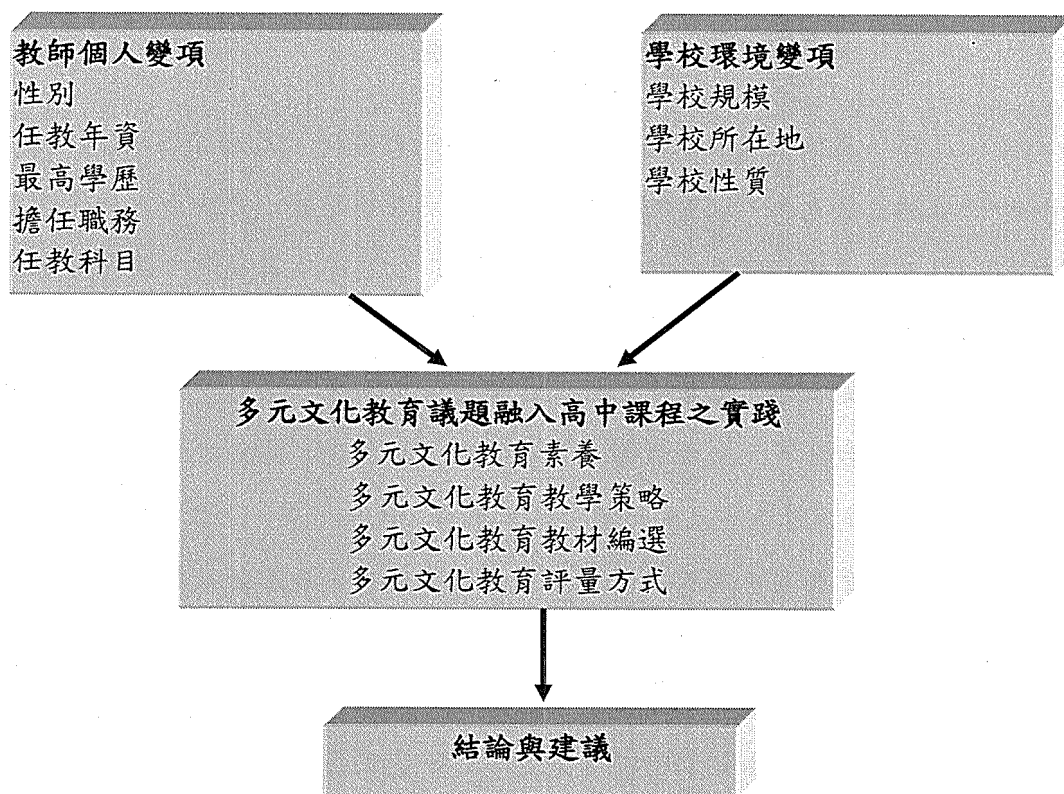 教師個人變項
性別
任教年資
最高學歷
擔任職務
任教科目
學校環境變項
學校規模
學校所在地
學校性質
多元文化教育議題融入高中課程之實踐
多元文化教育素養
多元文化教育教學策略
多元文化教育教材編選
多元文化教育評量方式
結論與建議